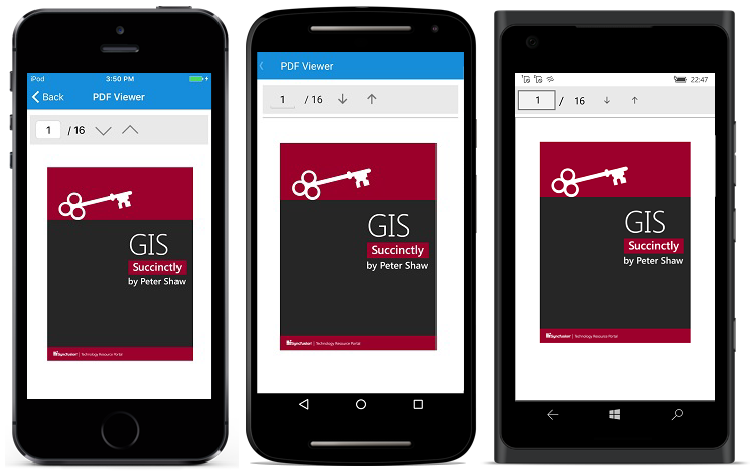 iPod 3:50 PM
Back PDF Viewer
1 / 16
GIS
Succinctly
by Peter Shaw
Syncfusion | Technology Resource Portal
PDF Viewer
1 / 16
GIS
Succinctly
by Peter Shaw
Syncfusion | Technology Resource Portal
22:47
1 / 16
GIS
Succinctly
by Peter Shaw
Syncfusion | Technology Resource Portal